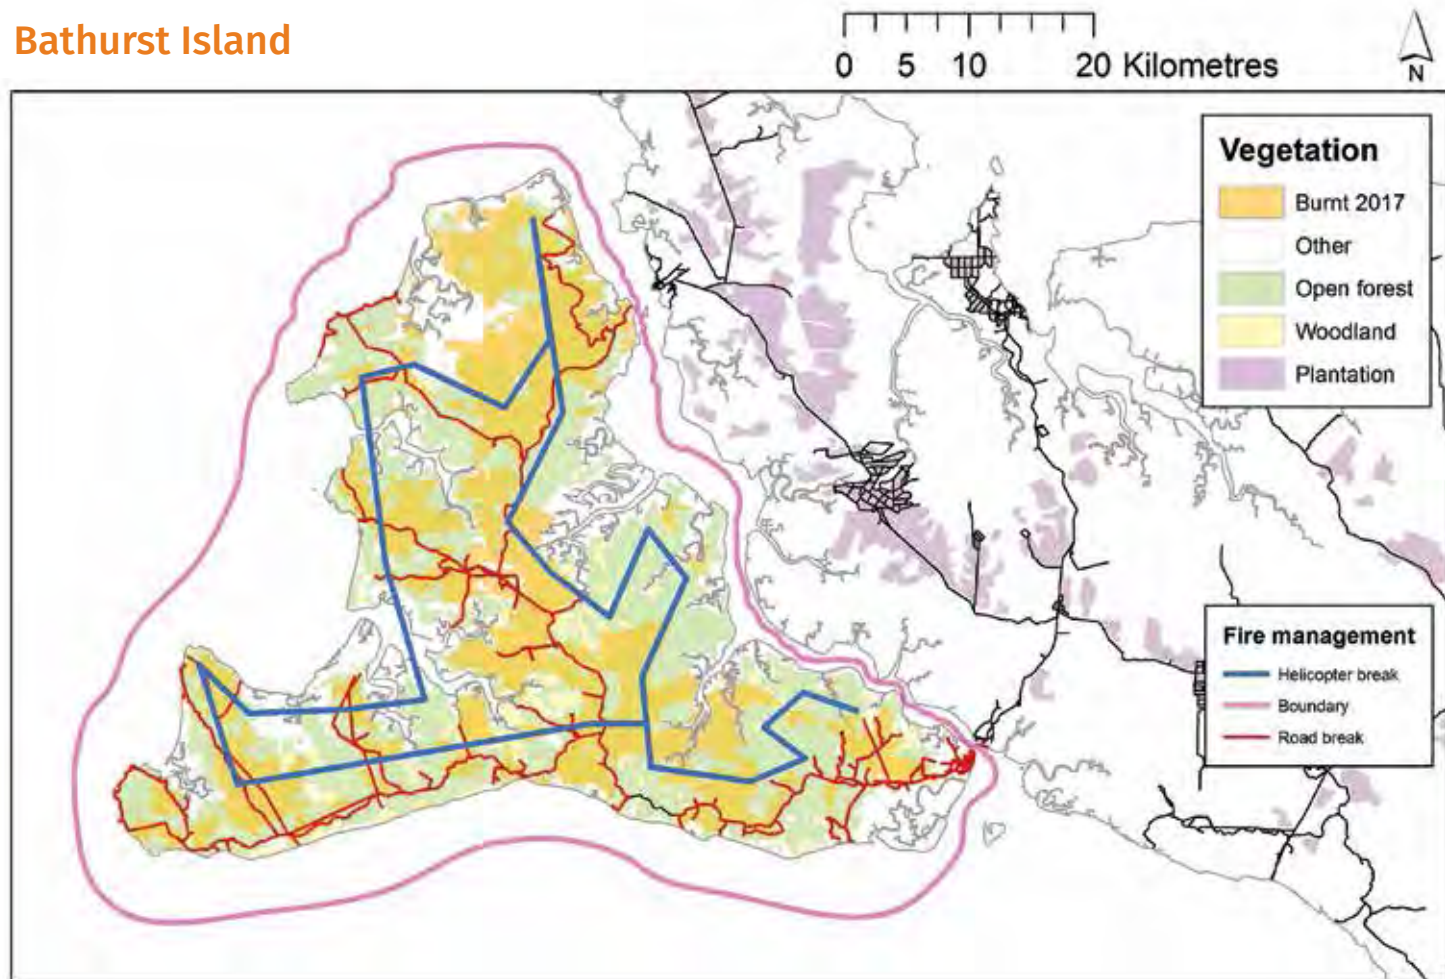 Bathurst Island
0 5 10 20 Kilometres
N
Vegetation
Burnt 2017
Other
Open forest
Woodland
Plantation
Fire management
Helicopter break
Boundary
Road break